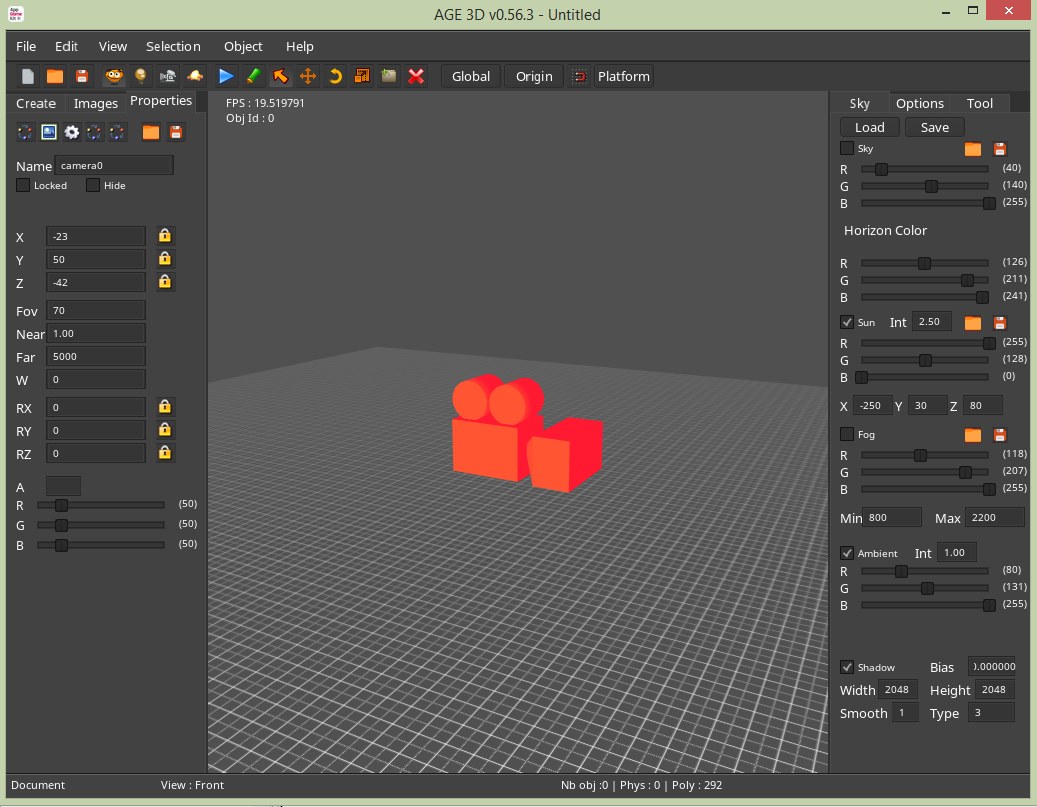 AGE 3D v0.56.3 - Untitled
File Edit View Selection Object Help
Global Origin Platform
Create Images Properties
Name camera0
Locked Hide
X -23
Y 50
Z -42
Fov 70
Near 1.00
Far 5000
W 0
RX 0
RY 0
RZ 0
A
R (50)
G (50)
B (50)
FPS : 19.519791
Obj Id : 0
Sky Options Tool
Load Save
Sky
R (40)
G (140)
B (255)
Horizon Color
R (126)
G (211)
B (241)
Sun Int 2.50
R (255)
G (128)
B (0)
X -250 Y 30 Z 80
Fog
R (118)
G (207)
B (255)
Min 800 Max 2200
Ambient Int 1.00
R (80)
G (131)
B (255)
Shadow Bias ).000000
Width 2048 Height 2048
Smooth 1 Type 3
Document View : Front Nb obj :0 | Phys : 0 | Poly : 292